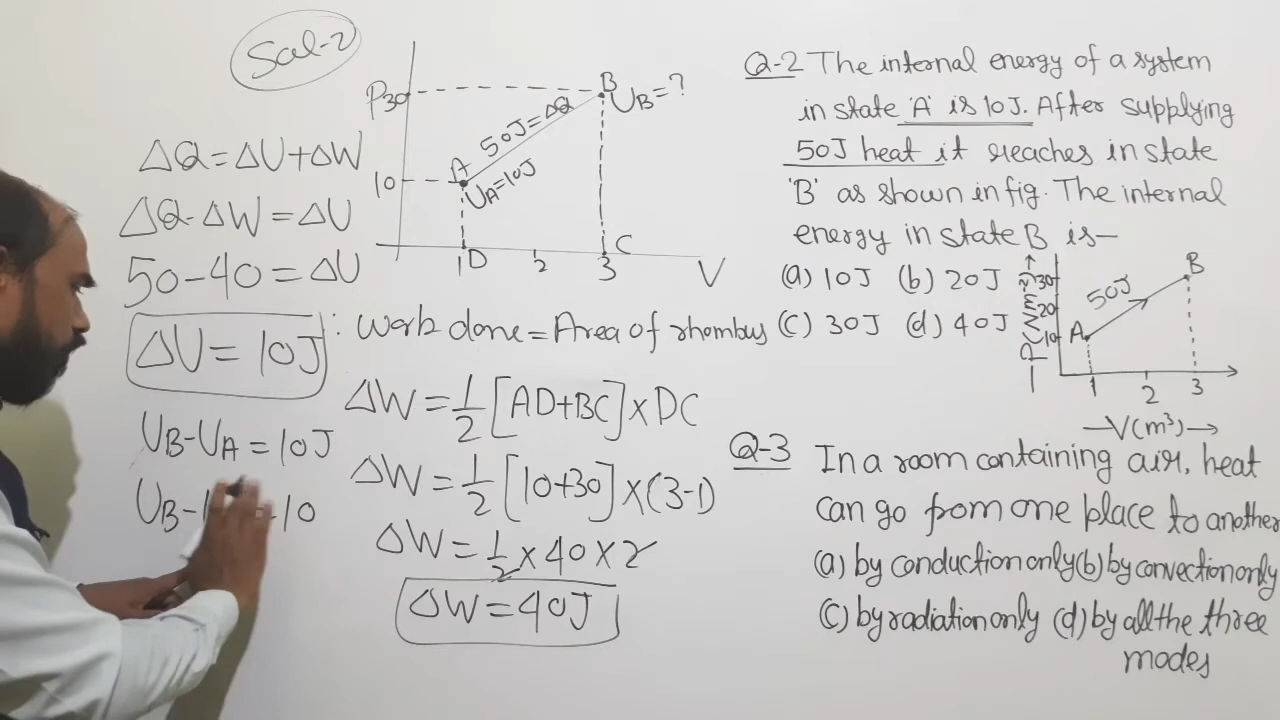 Sol-2
P
30
10
A
50J=ΔQ
UA=10J
B
UB=?
1
D
2
3
C
V
ΔQ=ΔU+ΔW
ΔQ-ΔW=ΔU
50-40=ΔU
ΔU=10J
UB-UA=10J
UB- =10
: Work done=Area of rhombus
ΔW=1/2[AD+BC]×DC
ΔW=1/2[10+30]×(3-1)
ΔW=1/2×40×2
ΔW=40J
Q-2 The internal energy of a system
in state 'A' is 10J. After supplying
50J heat it reaches in state
'B' as shown in fig. The internal
energy in state B is—
(a) 10J (b) 20J
(c) 30J (d) 40J
30
20
10
A
50J
B
1
2
3
—V(m³)→
Q-3 In a room containing air, heat
can go from one place to another
(a) by conduction only (b) by convection only
(c) by radiation only (d) by all the three
modes